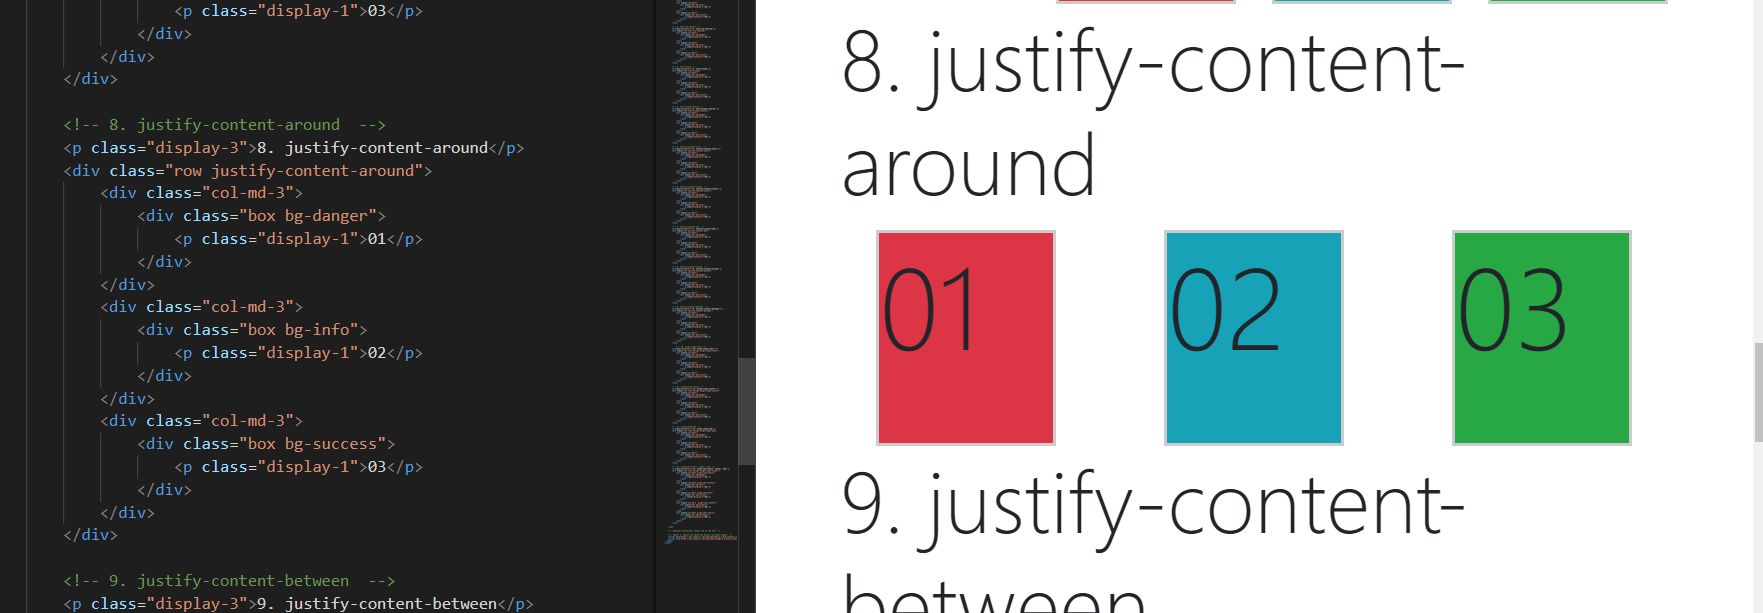 <p class="display-1">03</p>
</div>
</div>
</div>
<!-- 8. justify-content-around  -->
<p class="display-3">8. justify-content-around</p>
<div class="row justify-content-around">
<div class="col-md-3">
<div class="box bg-danger">
<p class="display-1">01</p>
</div>
</div>
<div class="col-md-3">
<div class="box bg-info">
<p class="display-1">02</p>
</div>
</div>
<div class="col-md-3">
<div class="box bg-success">
<p class="display-1">03</p>
</div>
</div>
</div>
<!-- 9. justify-content-between  -->
<p class="display-3">9. justify-content-between</p>
8. justify-content-
around
01 02 03
9. justify-content-
between